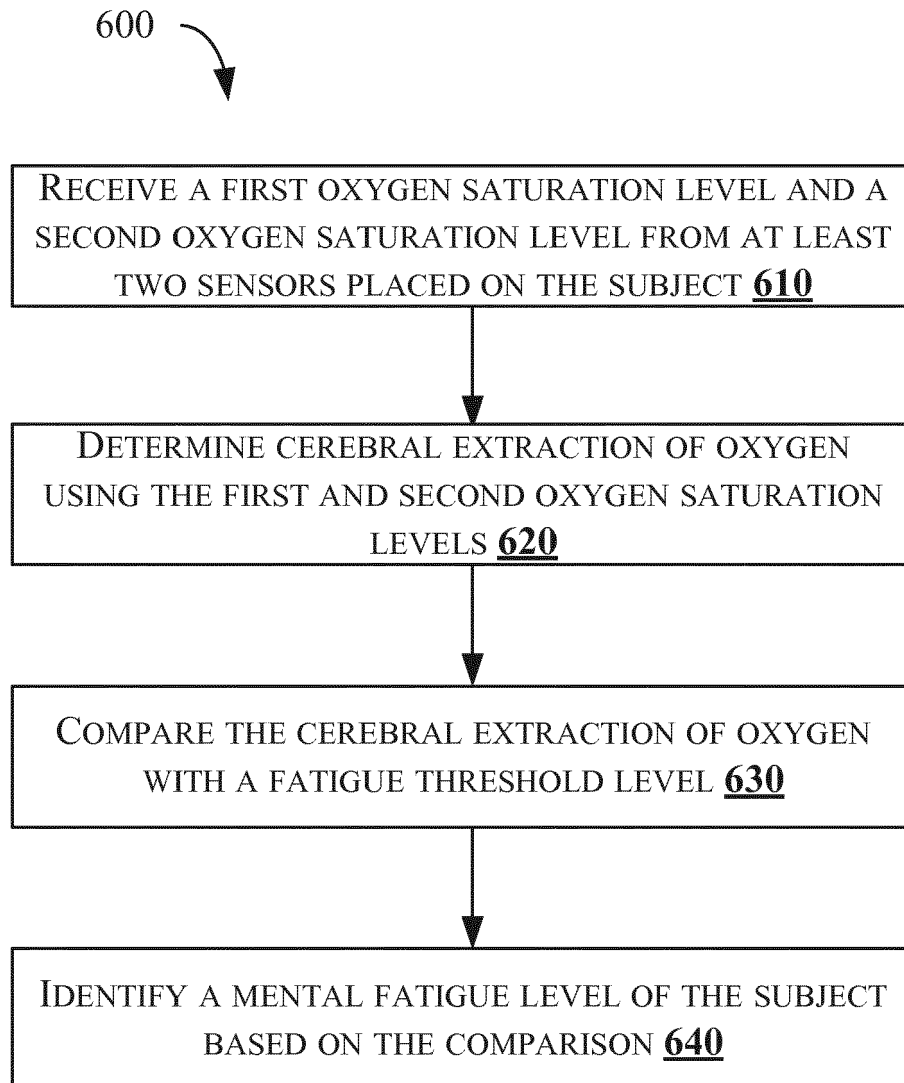 600
RECEIVE A FIRST OXYGEN SATURATION LEVEL AND A
SECOND OXYGEN SATURATION LEVEL FROM AT LEAST
TWO SENSORS PLACED ON THE SUBJECT 610
DETERMINE CEREBRAL EXTRACTION OF OXYGEN
USING THE FIRST AND SECOND OXYGEN SATURATION
LEVELS 620
COMPARE THE CEREBRAL EXTRACTION OF OXYGEN
WITH A FATIGUE THRESHOLD LEVEL 630
IDENTIFY A MENTAL FATIGUE LEVEL OF THE SUBJECT
BASED ON THE COMPARISON 640